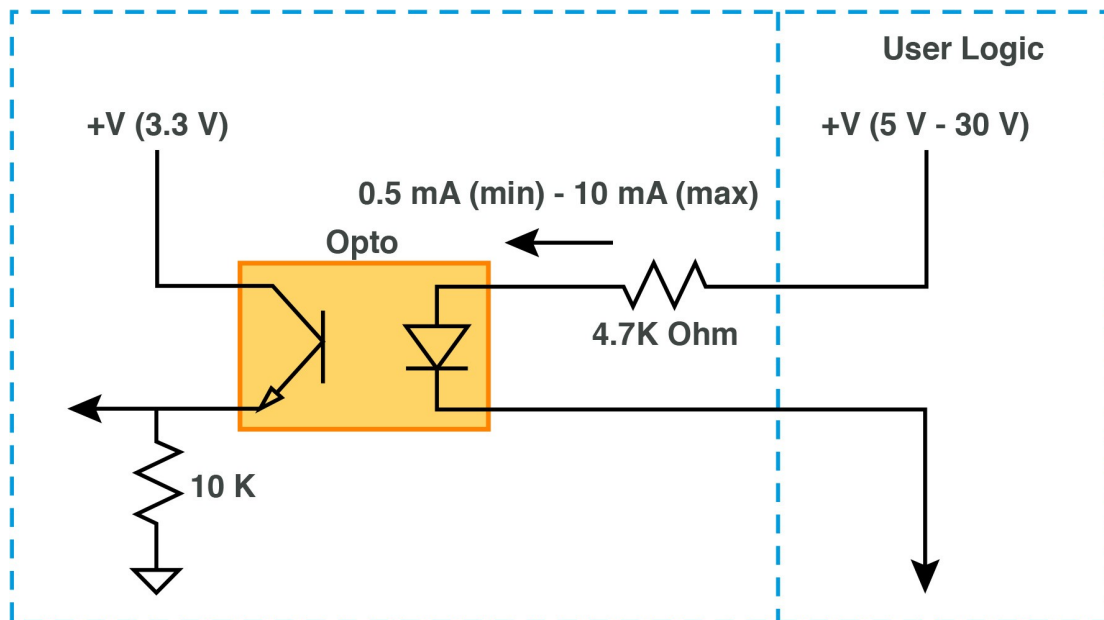 User Logic
+V (3.3 V)
+V (5 V - 30 V)
0.5 mA (min) - 10 mA (max)
Opto
4.7K Ohm
10 K